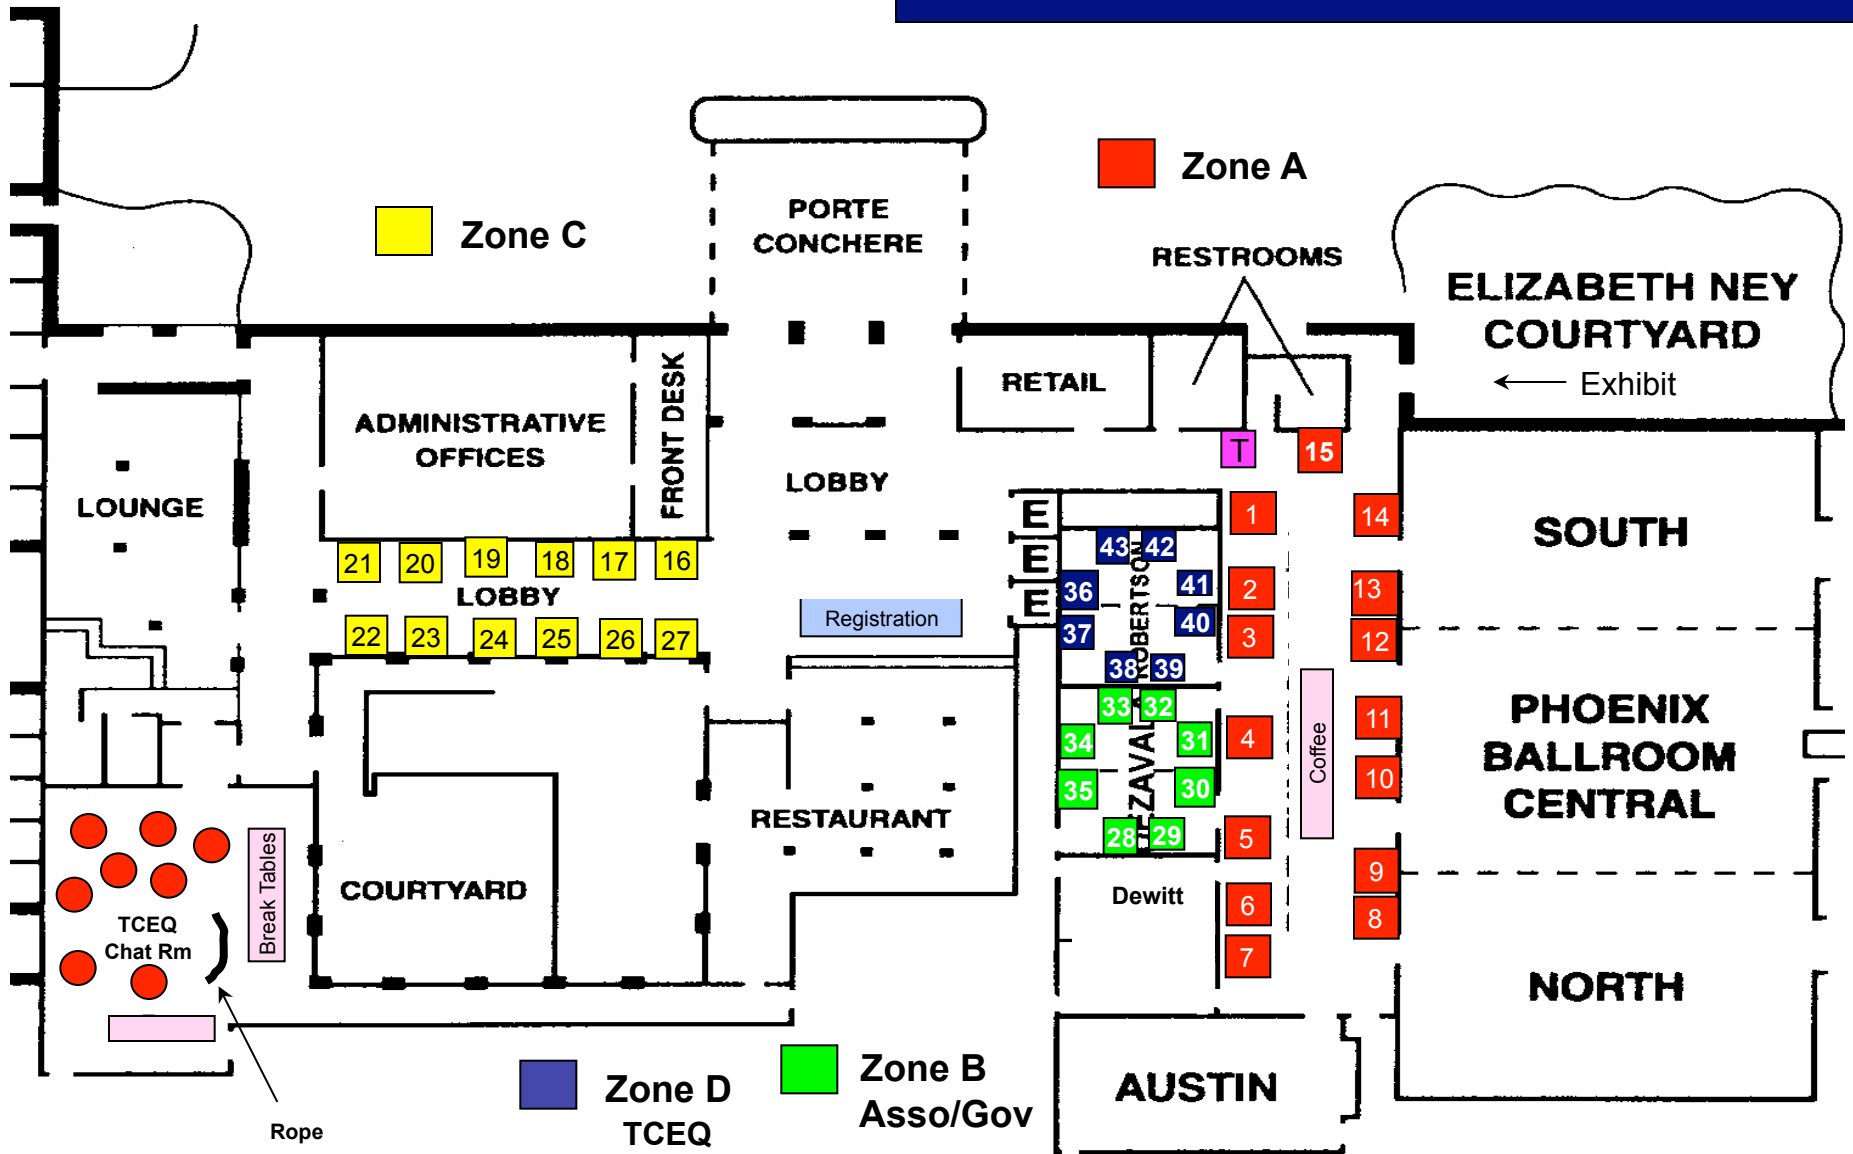 Zone A
Zone C
PORTE
CONCHERE
RESTROOMS
ELIZABETH NEY
COURTYARD
Exhibit
RETAIL
FRONT DESK
ADMINISTRATIVE
OFFICES
LOBBY
LOUNGE
T
15
1
14
SOUTH
E
E
E
43
42
36
41
37
40
38
39
ROBERTSON
2
13
3
12
21
20
19
18
17
16
LOBBY
22
23
24
25
26
27
Registration
33
32
34
31
35
30
28
29
4
11
10
5
9
6
8
7
Coffee
PHOENIX
BALLROOM
CENTRAL
RESTAURANT
COURTYARD
Break Tables
TCEQ
Chat Rm
Dewitt
NORTH
AUSTIN
Zone D
TCEQ
Zone B
Asso/Gov
Rope